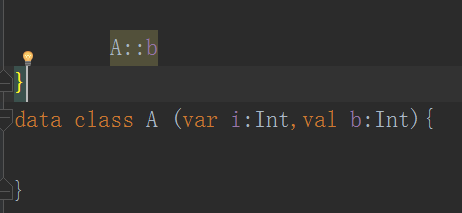 A::b
}
data class A (var i:Int,val b:Int){
}